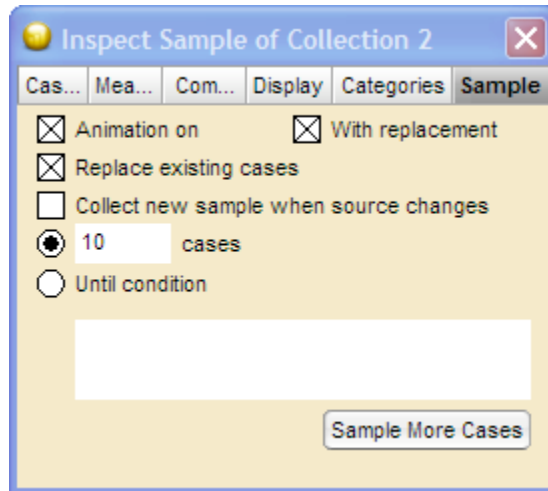 Inspect Sample of Collection 2
Cas... Mea... Com... Display Categories Sample
Animation on With replacement
Replace existing cases
Collect new sample when source changes
10 cases
Until condition
Sample More Cases